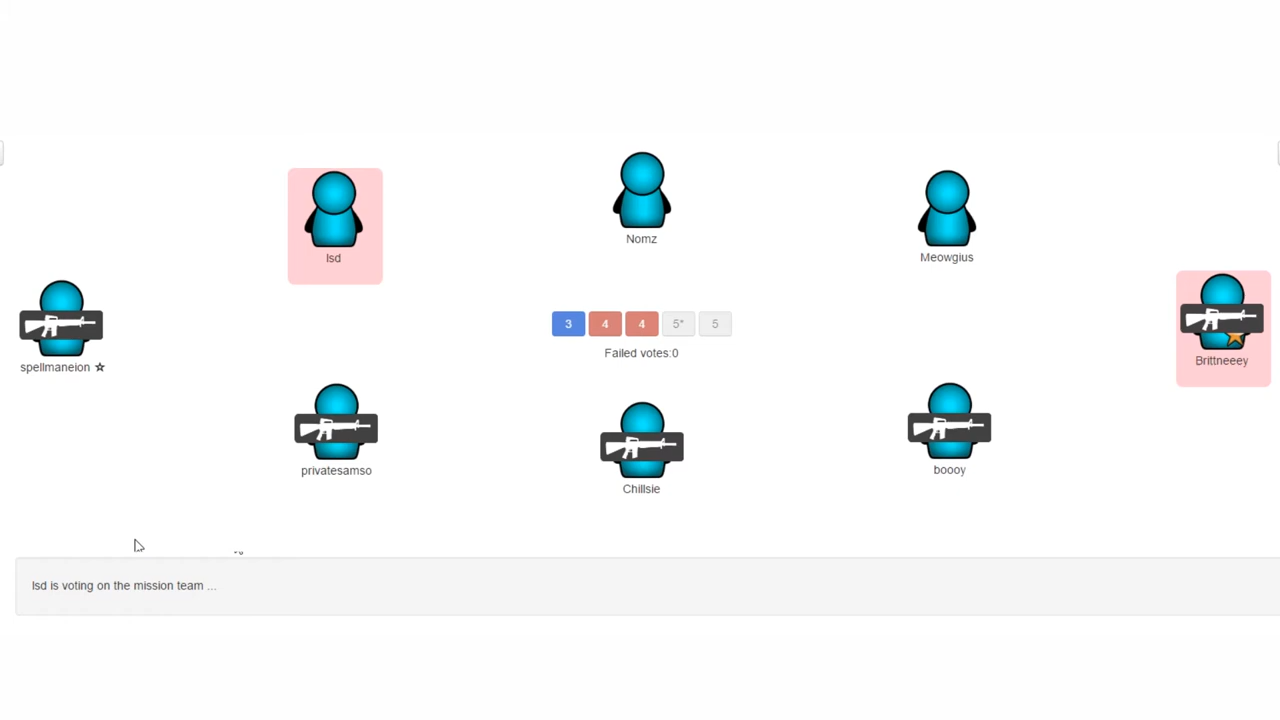 Nomz
lsd
Meowgius
3 4 4 5* 5
Failed votes:0
spellmaneion
Brittneeey
privatesamso
boooy
Chillsie
lsd is voting on the mission team ...